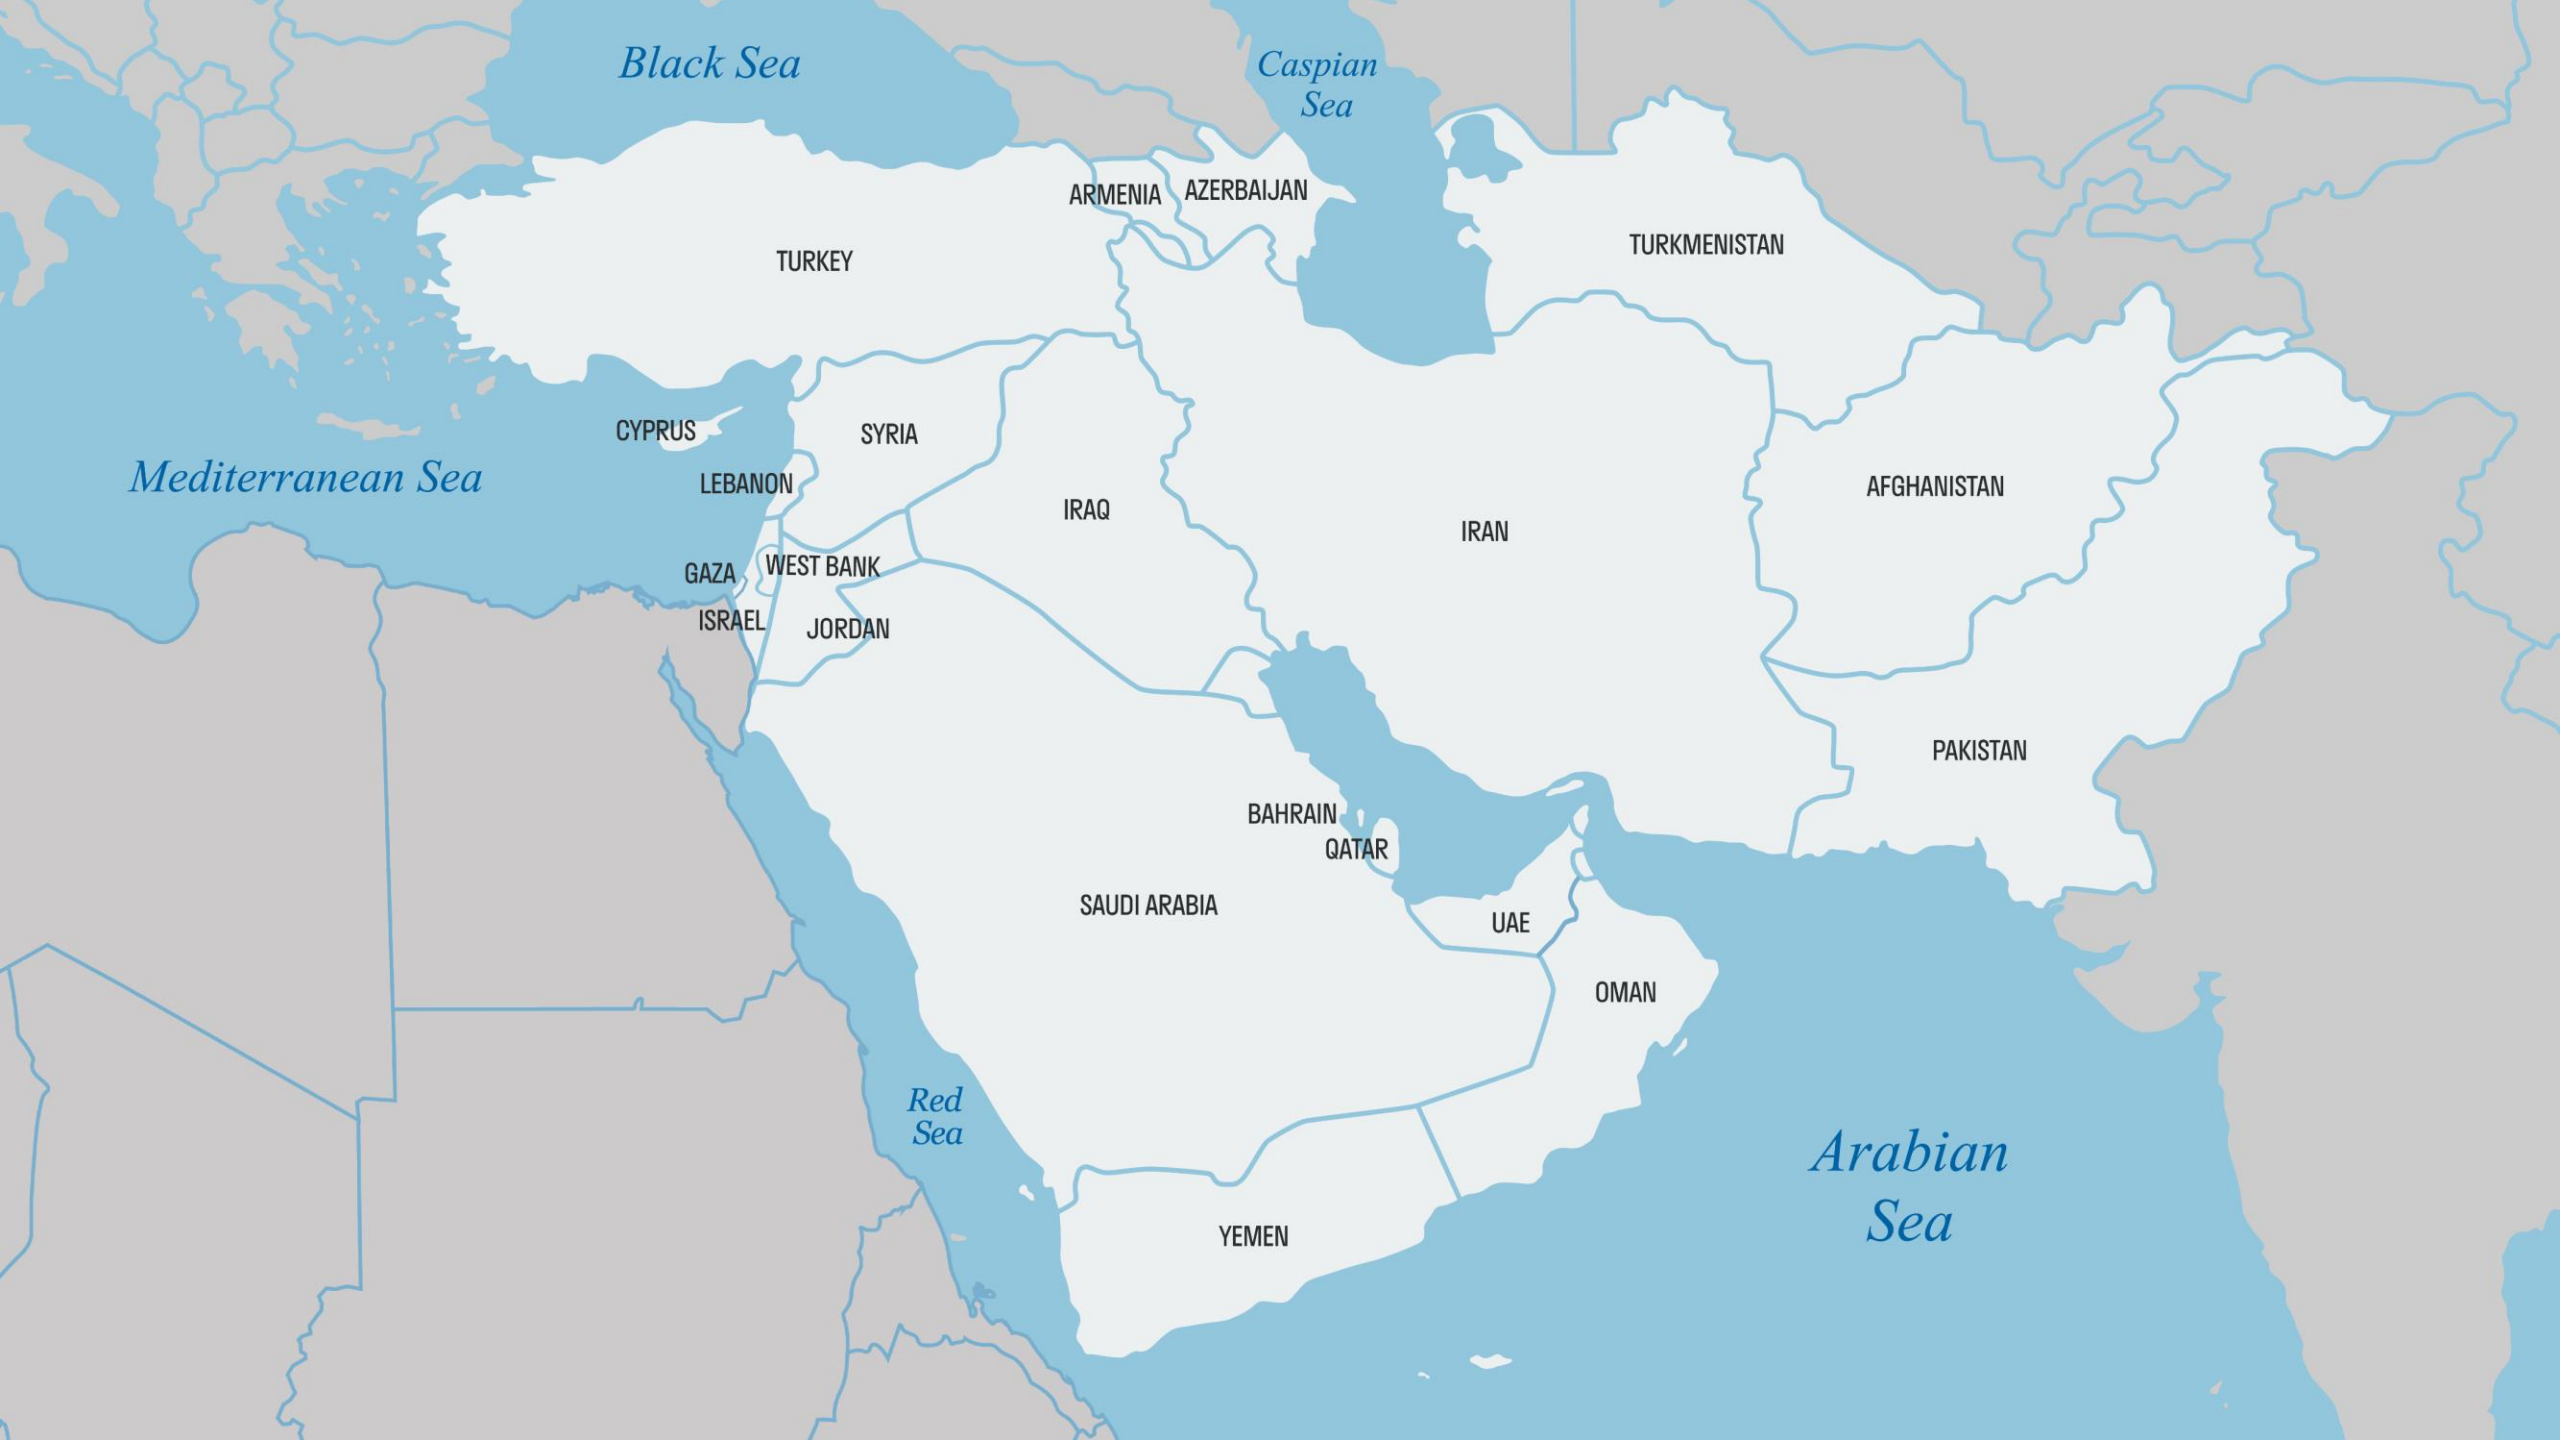 Black Sea
Caspian
Sea
ARMENIA
AZERBAIJAN
TURKEY
TURKMENISTAN
CYPRUS
SYRIA
Mediterranean Sea
LEBANON
IRAQ
IRAN
AFGHANISTAN
GAZA
WEST BANK
ISRAEL
JORDAN
PAKISTAN
BAHRAIN
QATAR
SAUDI ARABIA
UAE
OMAN
Red
Sea
Arabian
Sea
YEMEN